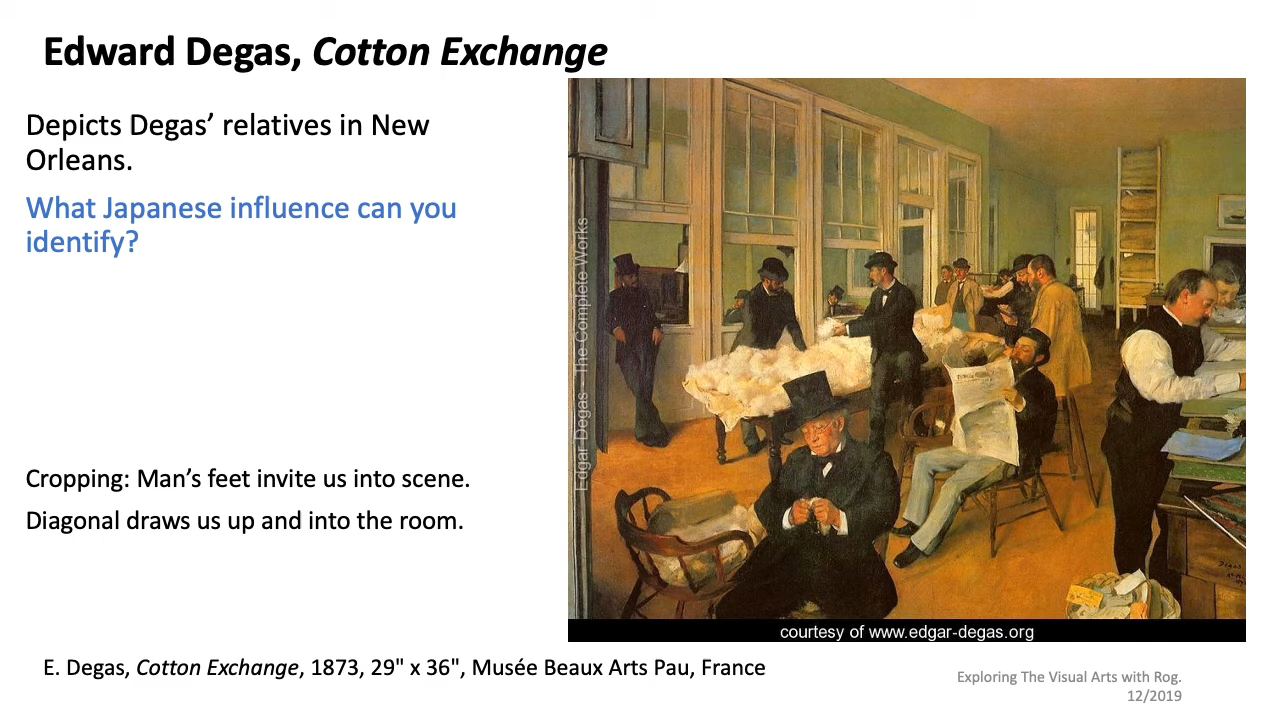 Edward Degas, Cotton Exchange
Depicts Degas’ relatives in New
Orleans.
What Japanese influence can you
identify?
Cropping: Man’s feet invite us into scene.
Diagonal draws us up and into the room.
Edgar Degas - The Complete Works
courtesy of www.edgar-degas.org
E. Degas, Cotton Exchange, 1873, 29" x 36", Musée Beaux Arts Pau, France
Exploring The Visual Arts with Rog.
12/2019